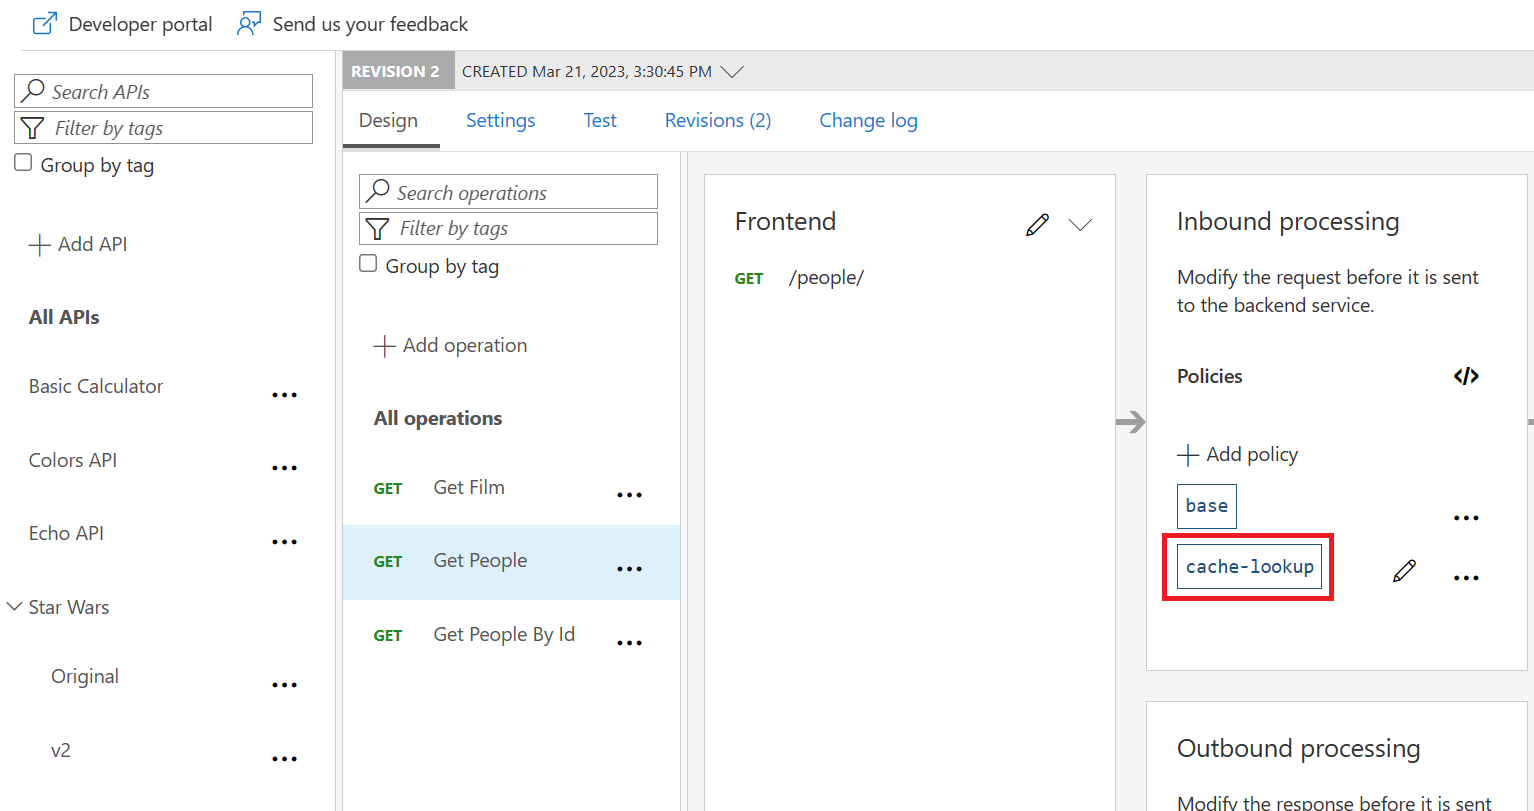 Developer portal
Send us your feedback
Search APIs
Filter by tags
Group by tag
Add API
All APIs
Basic Calculator
Colors API
Echo API
Star Wars
Original
v2
REVISION 2
CREATED Mar 21, 2023, 3:30:45 PM
Design
Settings
Test
Revisions (2)
Change log
Search operations
Filter by tags
Group by tag
Add operation
All operations
GET Get Film
GET Get People
GET Get People By Id
Frontend
GET /people/
Inbound processing
Modify the request before it is sent
to the backend service.
Policies </>
Add policy
base
cache-lookup
Outbound processing
Modify the response before it is sent